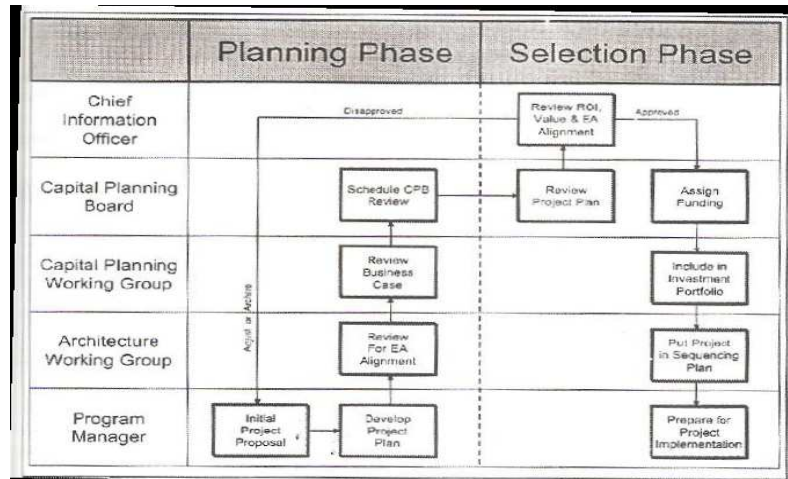 Planning Phase
Selection Phase
Chief
Information
Officer
Disapproved
Review ROI,
Value & EA
Alignment
Approved
Capital Planning
Board
Schedule CPB
Review
Review
Project Plan
Assign
Funding
Capital Planning
Working Group
Review
Business
Case
Include in
Investment
Portfolio
Adjust or Archive
Architecture
Working Group
Review
For EA
Alignment
Put Project
in Sequencing
Plan
Program
Manager
Initial
Project
Proposal
Develop
Project
Plan
Prepare for
Project
Implementation